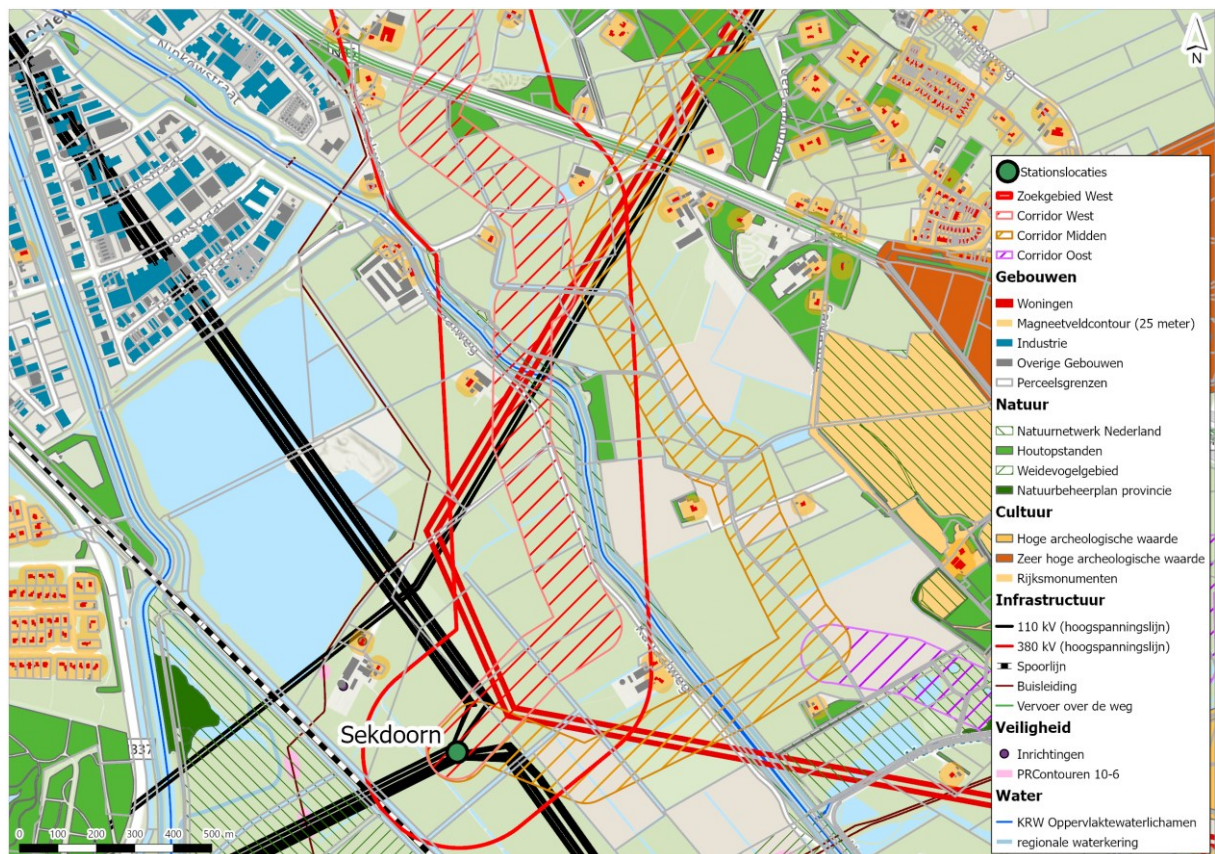 Nipkowstraat
N
N35
337
Sekdoorn
0 100 200 300 400 500 m
Stationslocaties
Zoekgebied West
Corridor West
Corridor Midden
Corridor Oost
Gebouwen
Woningen
Magneetveldcontour (25 meter)
Industrie
Overige Gebouwen
Perceelsgrenzen
Natuur
Natuurnetwerk Nederland
Houtopstanden
Weidevogelgebied
Natuurbeheerplan provincie
Cultuur
Hoge archeologische waarde
Zeer hoge archeologische waarde
Rijksmonumenten
Infrastructuur
110 kV (hoogspanningslijn)
380 kV (hoogspanningslijn)
Spoorlijn
Buisleiding
Vervoer over de weg
Veiligheid
Inrichtingen
PRContouren 10-6
Water
KRW Oppervlaktewaterlichamen
regionale waterkering